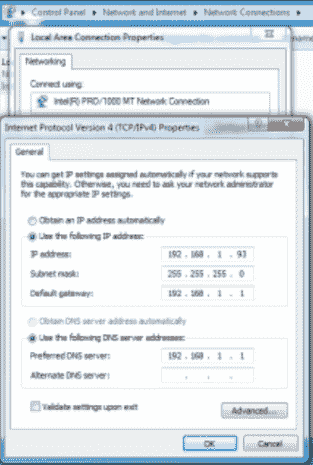 Control Panel Network and Internet Network Connections
Local Area Connection Properties
Networking
Connect using:
Intel(R) PRO/1000 MT Network Connection
Internet Protocol Version 4 (TCP/IPv4) Properties
General
You can get IP settings assigned automatically if your network supports
this capability. Otherwise, you need to ask your network administrator
for the appropriate IP settings.
Obtain an IP address automatically
Use the following IP address:
IP address: 192 . 168 . 1 . 93
Subnet mask: 255 . 255 . 255 . 0
Default gateway: 192 . 168 . 1 . 1
Obtain DNS server address automatically
Use the following DNS server addresses:
Preferred DNS server: 192 . 168 . 1 . 1
Alternate DNS server: . . .
Validate settings upon exit
Advanced...
OK Cancel